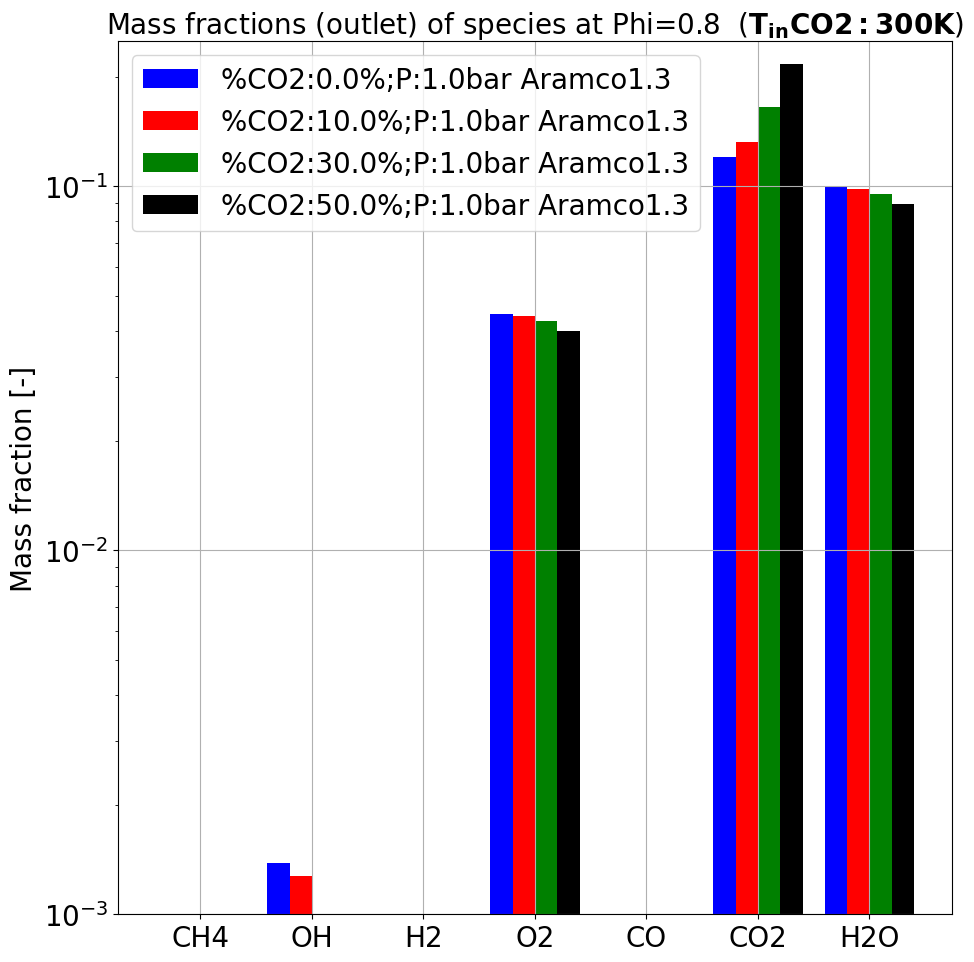 Mass fractions (outlet) of species at Phi=0.8 (T_inCO2 : 300K)
%CO2:0.0%;P:1.0bar Aramco1.3
%CO2:10.0%;P:1.0bar Aramco1.3
%CO2:30.0%;P:1.0bar Aramco1.3
%CO2:50.0%;P:1.0bar Aramco1.3
Mass fraction [-]
10⁻¹
10⁻²
10⁻³
CH4 OH H2 O2 CO CO2 H2O